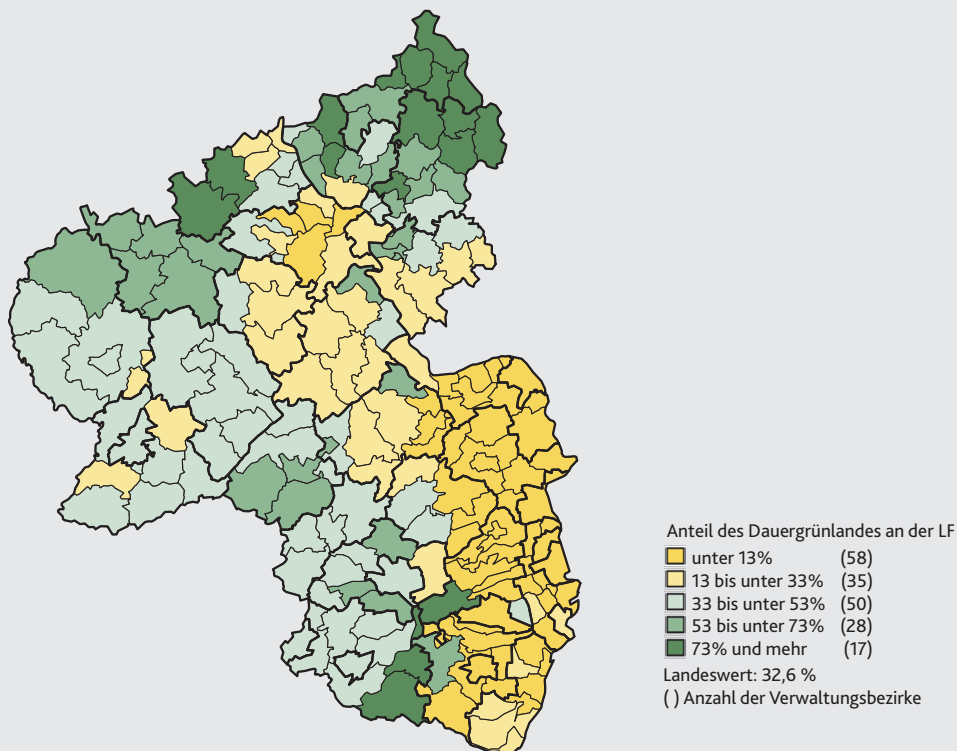 Anteil des Dauergrünlandes an der LF
unter 13% (58)
13 bis unter 33% (35)
33 bis unter 53% (50)
53 bis unter 73% (28)
73% und mehr (17)
Landeswert: 32,6 %
( ) Anzahl der Verwaltungsbezirke